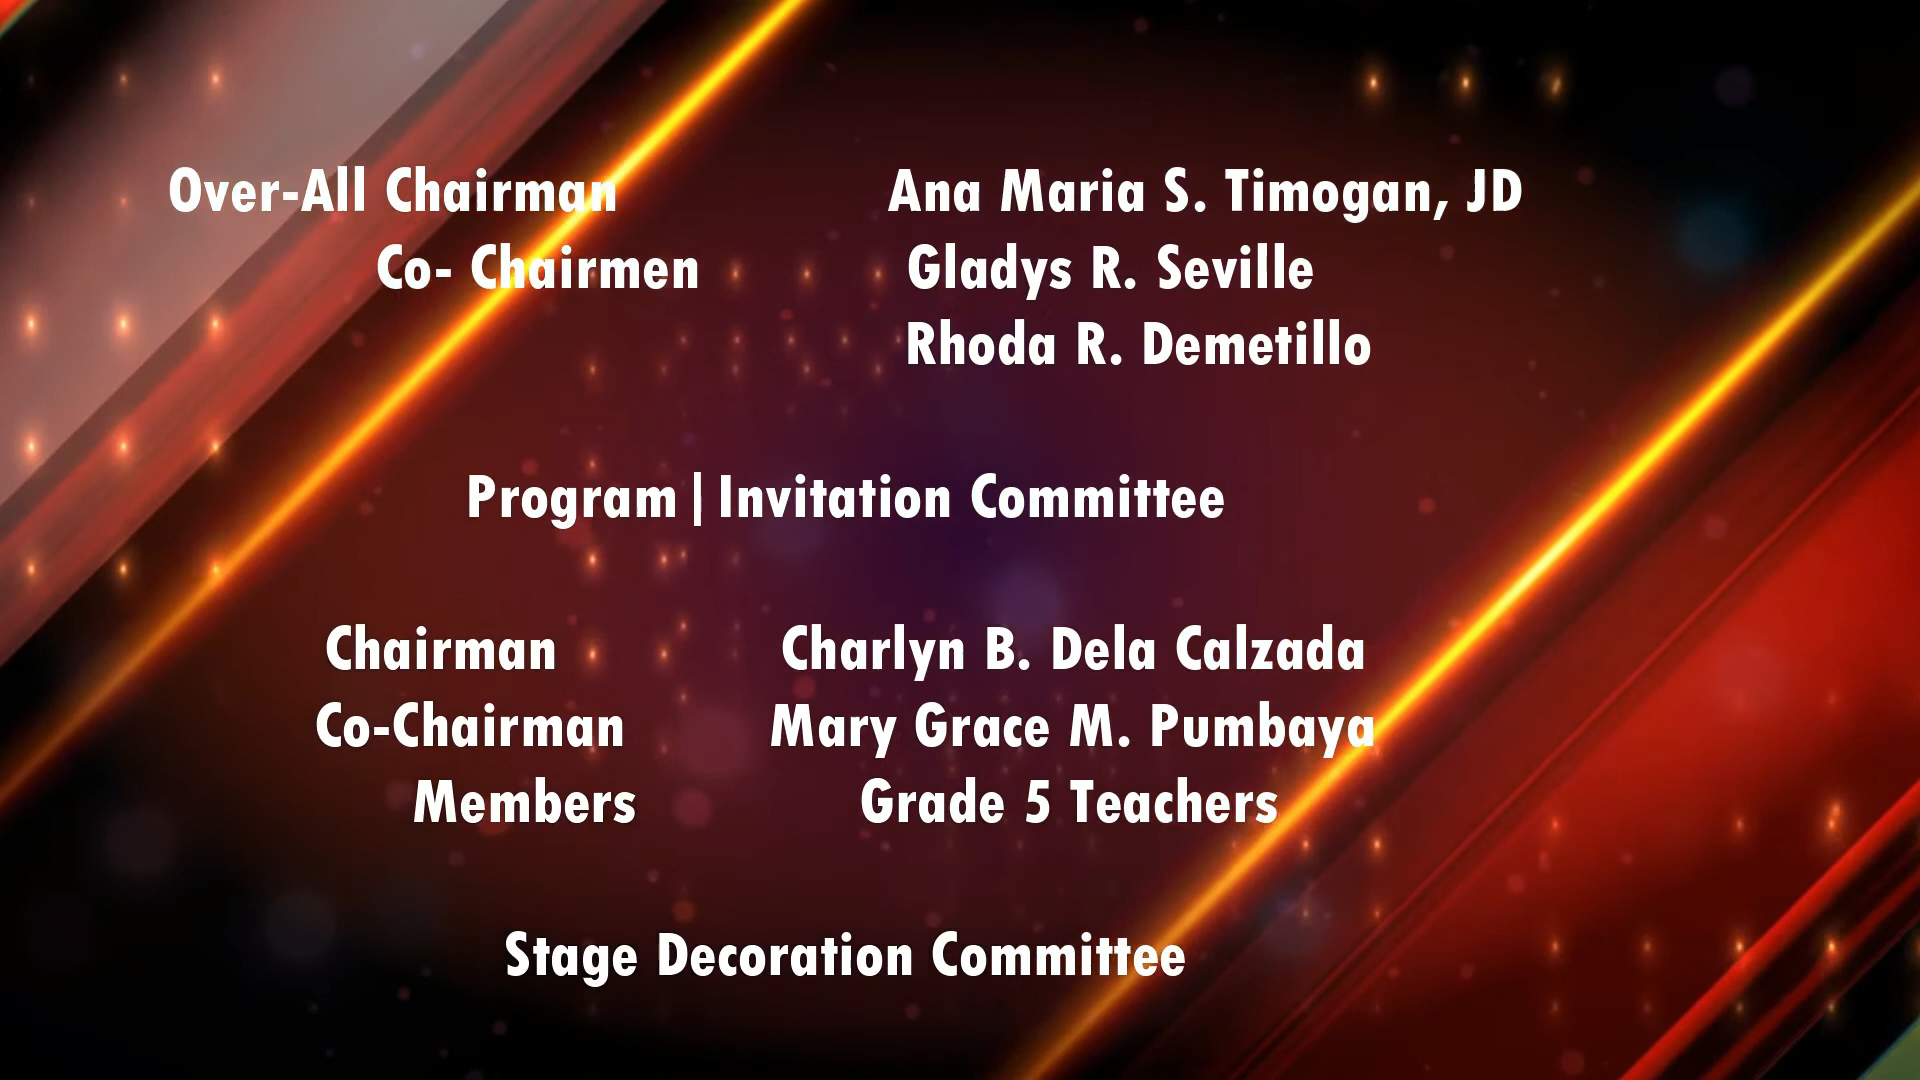 Over-All Chairman Ana Maria S. Timogan, JD
Co- Chairmen Gladys R. Seville
Rhoda R. Demetillo
Program|Invitation Committee
Chairman Charlyn B. Dela Calzada
Co-Chairman Mary Grace M. Pumbaya
Members Grade 5 Teachers
Stage Decoration Committee